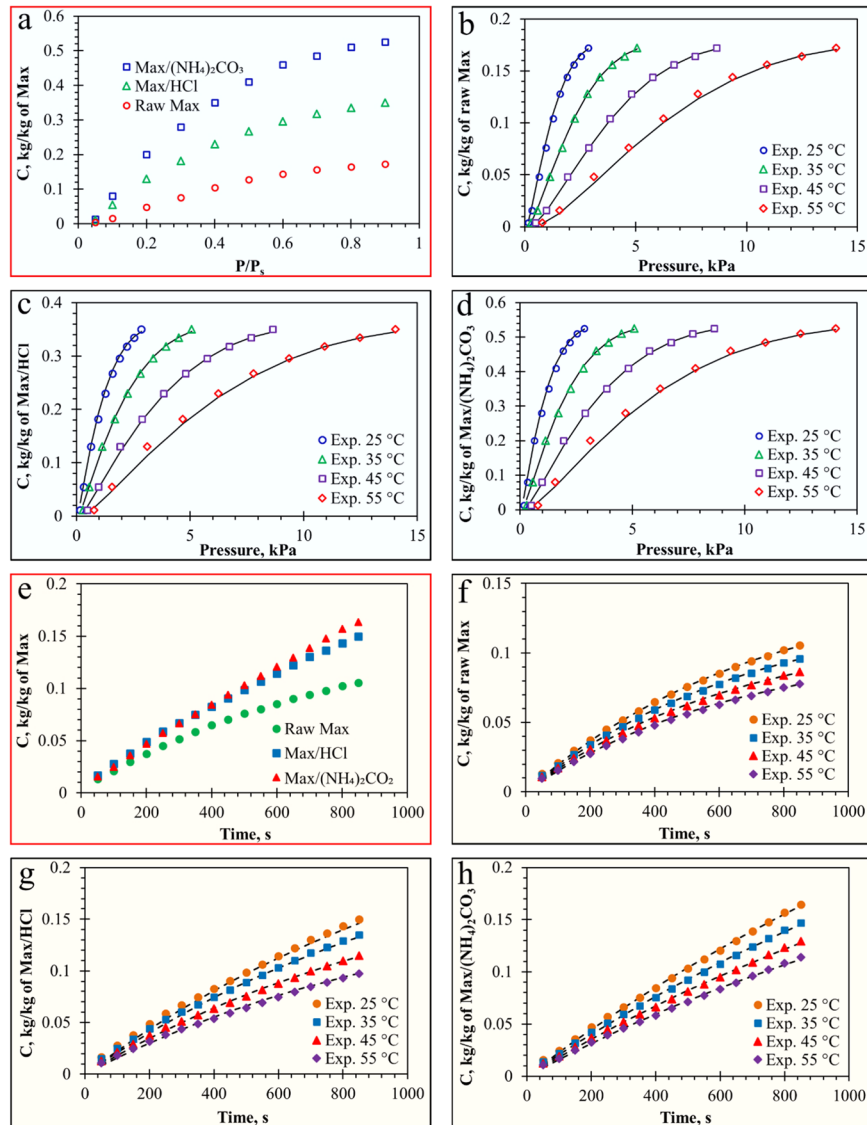 a
C, kg/kg of Max
0.6
0.5
0.4
0.3
0.2
0.1
0
Max/(NH₄)₂CO₃
Max/HCl
Raw Max
0
0.2
0.4
0.6
0.8
1
P/Pₛ
b
C, kg/kg of raw Max
0.2
0.15
0.1
0.05
0
Exp. 25 °C
Exp. 35 °C
Exp. 45 °C
Exp. 55 °C
0
5
10
15
Pressure, kPa
c
C, kg/kg of Max/HCl
0.4
0.3
0.2
0.1
0
Exp. 25 °C
Exp. 35 °C
Exp. 45 °C
Exp. 55 °C
0
5
10
15
Pressure, kPa
d
C, kg/kg of Max/(NH₄)₂CO₃
0.6
0.5
0.4
0.3
0.2
0.1
0
Exp. 25 °C
Exp. 35 °C
Exp. 45 °C
Exp. 55 °C
0
5
10
15
Pressure, kPa
e
C, kg/kg of Max
0.2
0.15
0.1
0.05
0
Raw Max
Max/HCl
Max/(NH₄)₂CO₂
0
200
400
600
800
1000
Time, s
f
C, kg/kg of raw Max
0.15
0.1
0.05
0
Exp. 25 °C
Exp. 35 °C
Exp. 45 °C
Exp. 55 °C
0
200
400
600
800
1000
Time, s
g
C, kg/kg of Max/HCl
0.2
0.15
0.1
0.05
0
Exp. 25 °C
Exp. 35 °C
Exp. 45 °C
Exp. 55 °C
0
200
400
600
800
1000
Time, s
h
C, kg/kg of Max/(NH₄)₂CO₃
0.2
0.15
0.1
0.05
0
Exp. 25 °C
Exp. 35 °C
Exp. 45 °C
Exp. 55 °C
0
200
400
600
800
1000
Time, s